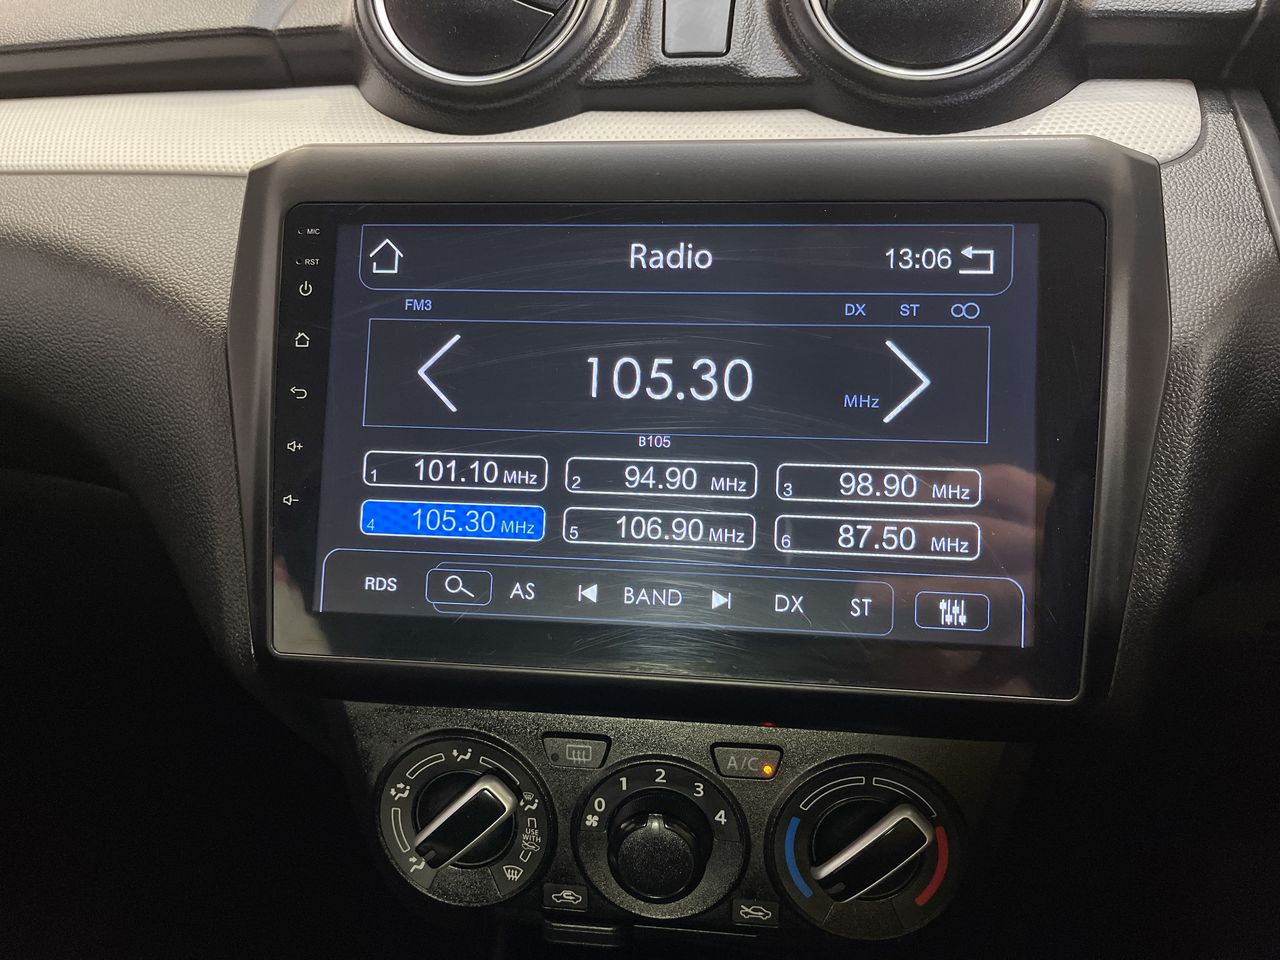 MIC
RST
Radio 13:06
FM3 DX ST
105.30 MHz
B105
1 101.10 MHz 2 94.90 MHz 3 98.90 MHz
4 105.30 MHz 5 106.90 MHz 6 87.50 MHz
RDS AS BAND DX ST
A/C
0 1 2 3 4
USE
WITH